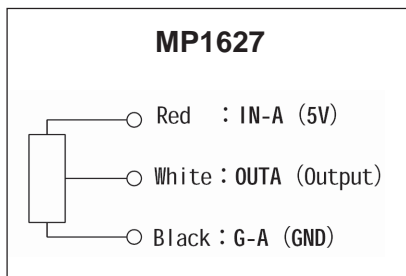 MP1627
Red : IN-A (5V)
White : OUTA (Output)
Black : G-A (GND)